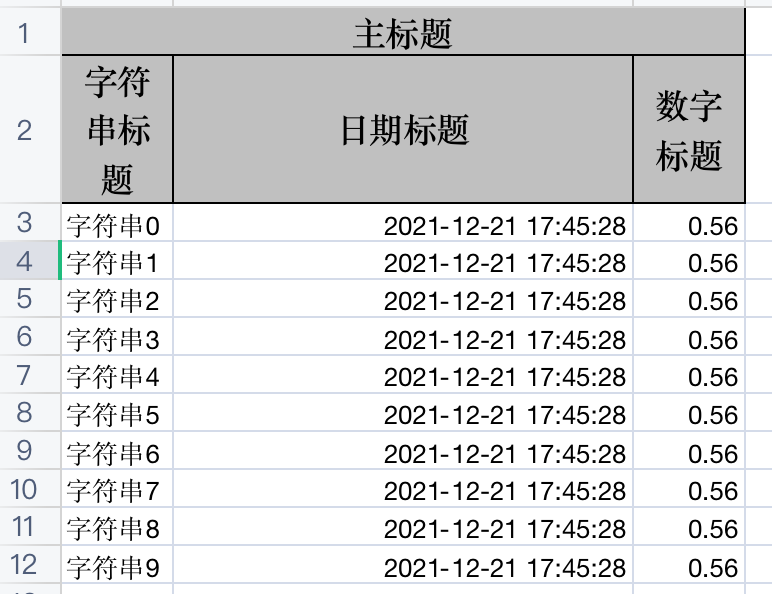 1 主标题
2 字符串标题 日期标题 数字标题
3 字符串0 2021-12-21 17:45:28 0.56
4 字符串1 2021-12-21 17:45:28 0.56
5 字符串2 2021-12-21 17:45:28 0.56
6 字符串3 2021-12-21 17:45:28 0.56
7 字符串4 2021-12-21 17:45:28 0.56
8 字符串5 2021-12-21 17:45:28 0.56
9 字符串6 2021-12-21 17:45:28 0.56
10 字符串7 2021-12-21 17:45:28 0.56
11 字符串8 2021-12-21 17:45:28 0.56
12 字符串9 2021-12-21 17:45:28 0.56